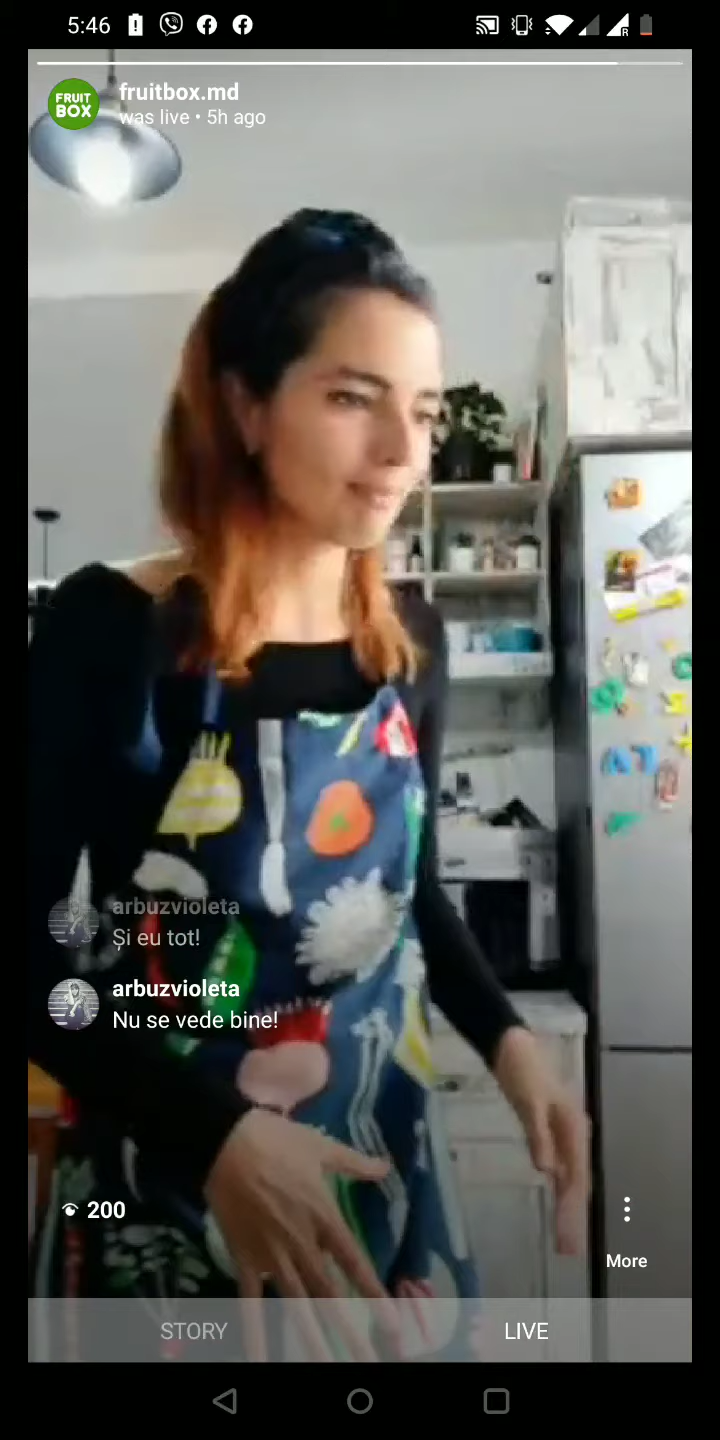 5:46
R
FRUIT
BOX
fruitbox.md
was live • 5h ago
arbuzvioleta
Și eu tot!
arbuzvioleta
Nu se vede bine!
200
More
STORY
LIVE